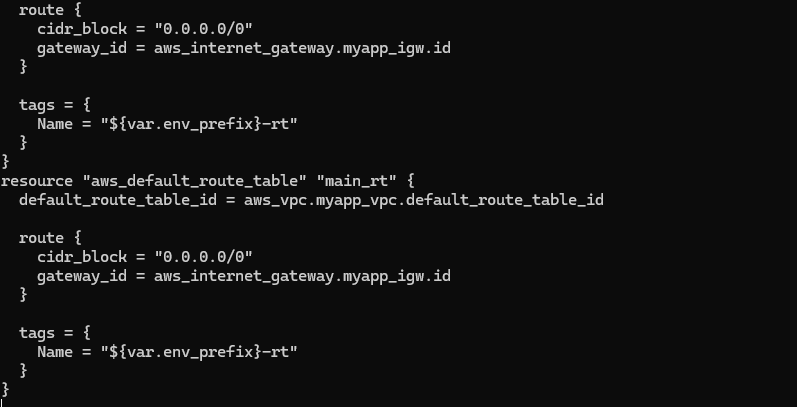 route {
    cidr_block = "0.0.0.0/0"
    gateway_id = aws_internet_gateway.myapp_igw.id
  }

  tags = {
    Name = "${var.env_prefix}-rt"
  }
}
resource "aws_default_route_table" "main_rt" {
  default_route_table_id = aws_vpc.myapp_vpc.default_route_table_id

  route {
    cidr_block = "0.0.0.0/0"
    gateway_id = aws_internet_gateway.myapp_igw.id
  }

  tags = {
    Name = "${var.env_prefix}-rt"
  }
}